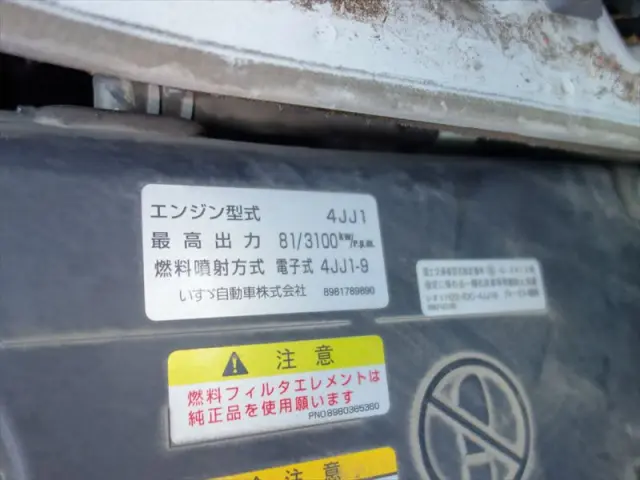 エンジン型式 4JJ1
最高出力 81/3100 kw/r.p.m.
燃料噴射方式 電子式 4JJ1-9
いすゞ自動車株式会社 8981789890
⚠ 注意
燃料フィルタエレメントは
純正品を使用願います
PNO8980365360
注意